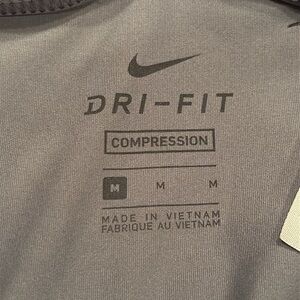 DRI-FIT
COMPRESSION
M M M
MADE IN VIETNAM
FABRIQUE AU VIETNAM